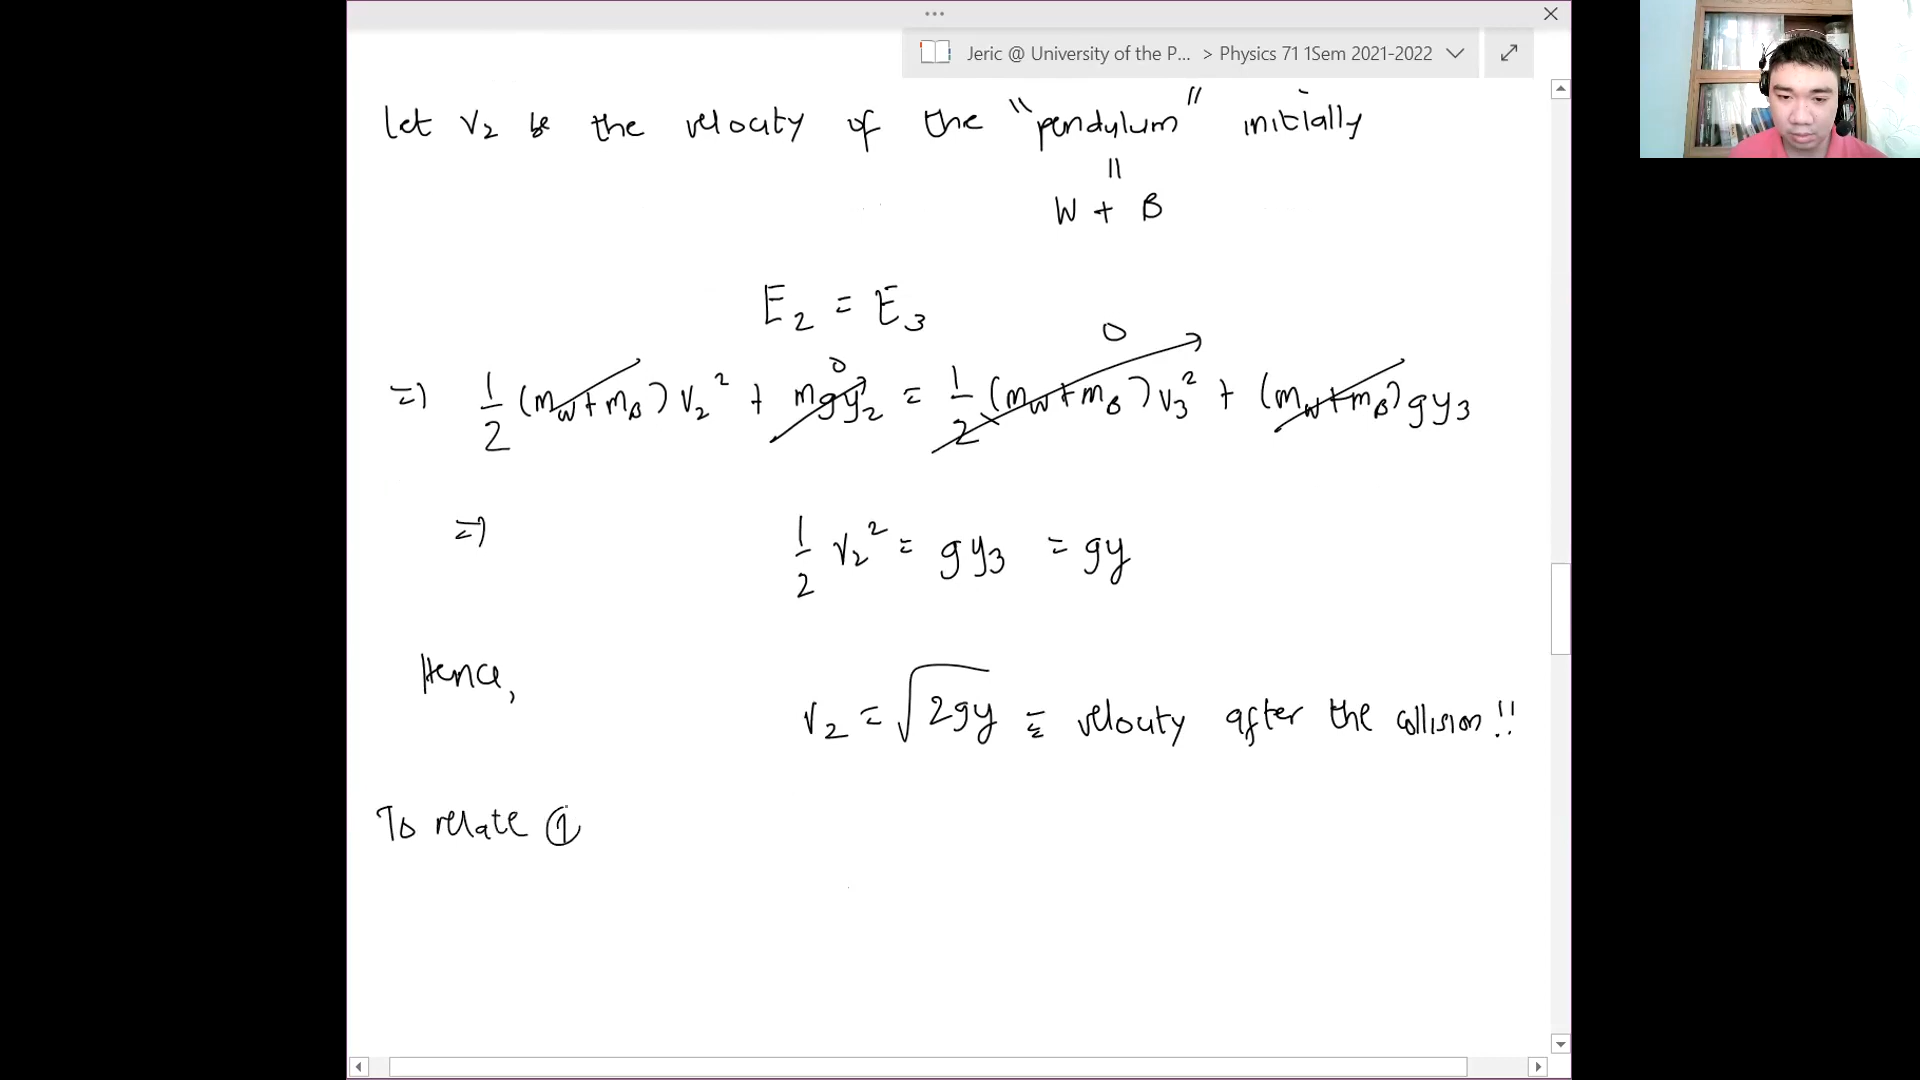 Jeric @ University of the P... > Physics 71 1Sem 2021-2022
Let v₂ be the velocity of the "pendulum" initially
||
W + B
E₂ = E₃
0
=) 1/2 (m_W + m_B) v₂² + mgy₂ 0 = 1/2 (m_W + m_B) v₃² + (m_W + m_B) gy₃
=) 1/2 v₂² = gy₃ = gy
Hence,
v₂ = √2gy ≡ velocity after the collision!!
To relate ①